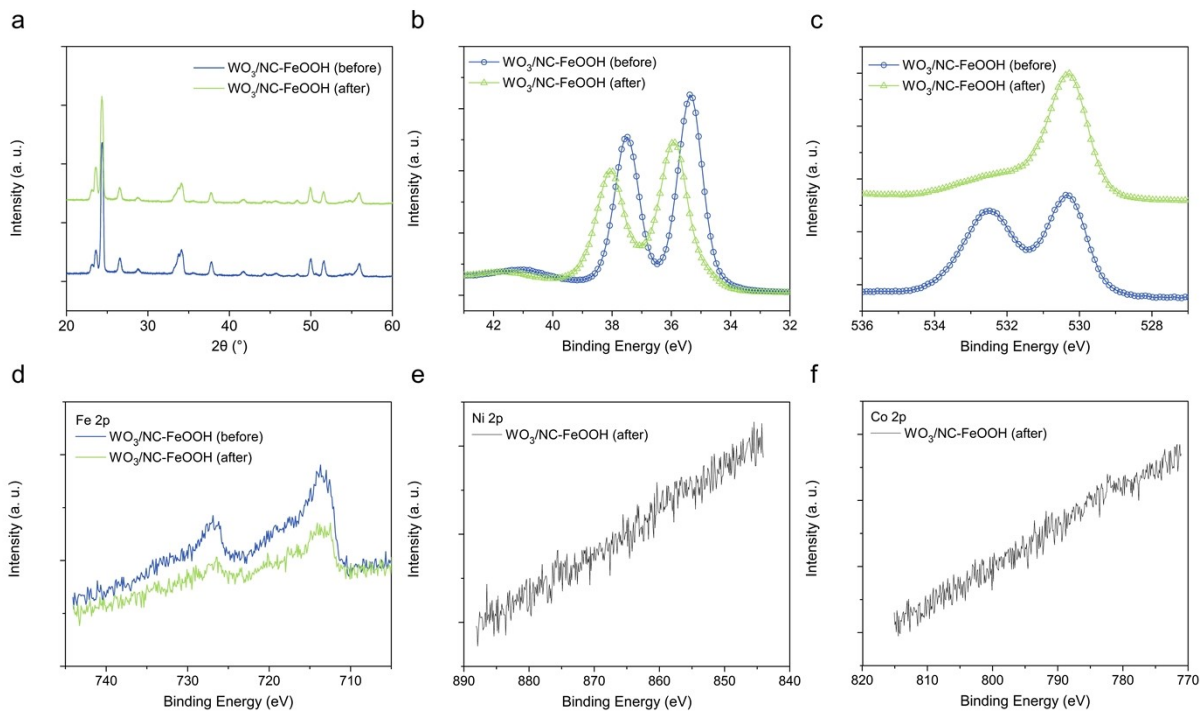 a
WO3/NC-FeOOH (before)
WO3/NC-FeOOH (after)
Intensity (a. u.)
20 30 40 50 60
2θ (°)
b
WO3/NC-FeOOH (before)
WO3/NC-FeOOH (after)
Intensity (a. u.)
42 40 38 36 34 32
Binding Energy (eV)
c
WO3/NC-FeOOH (before)
WO3/NC-FeOOH (after)
Intensity (a. u.)
536 534 532 530 528
Binding Energy (eV)
d
Fe 2p
WO3/NC-FeOOH (before)
WO3/NC-FeOOH (after)
Intensity (a. u.)
740 730 720 710
Binding Energy (eV)
e
Ni 2p
WO3/NC-FeOOH (after)
Intensity (a. u.)
890 880 870 860 850 840
Binding Energy (eV)
f
Co 2p
WO3/NC-FeOOH (after)
Intensity (a. u.)
820 810 800 790 780 770
Binding Energy (eV)